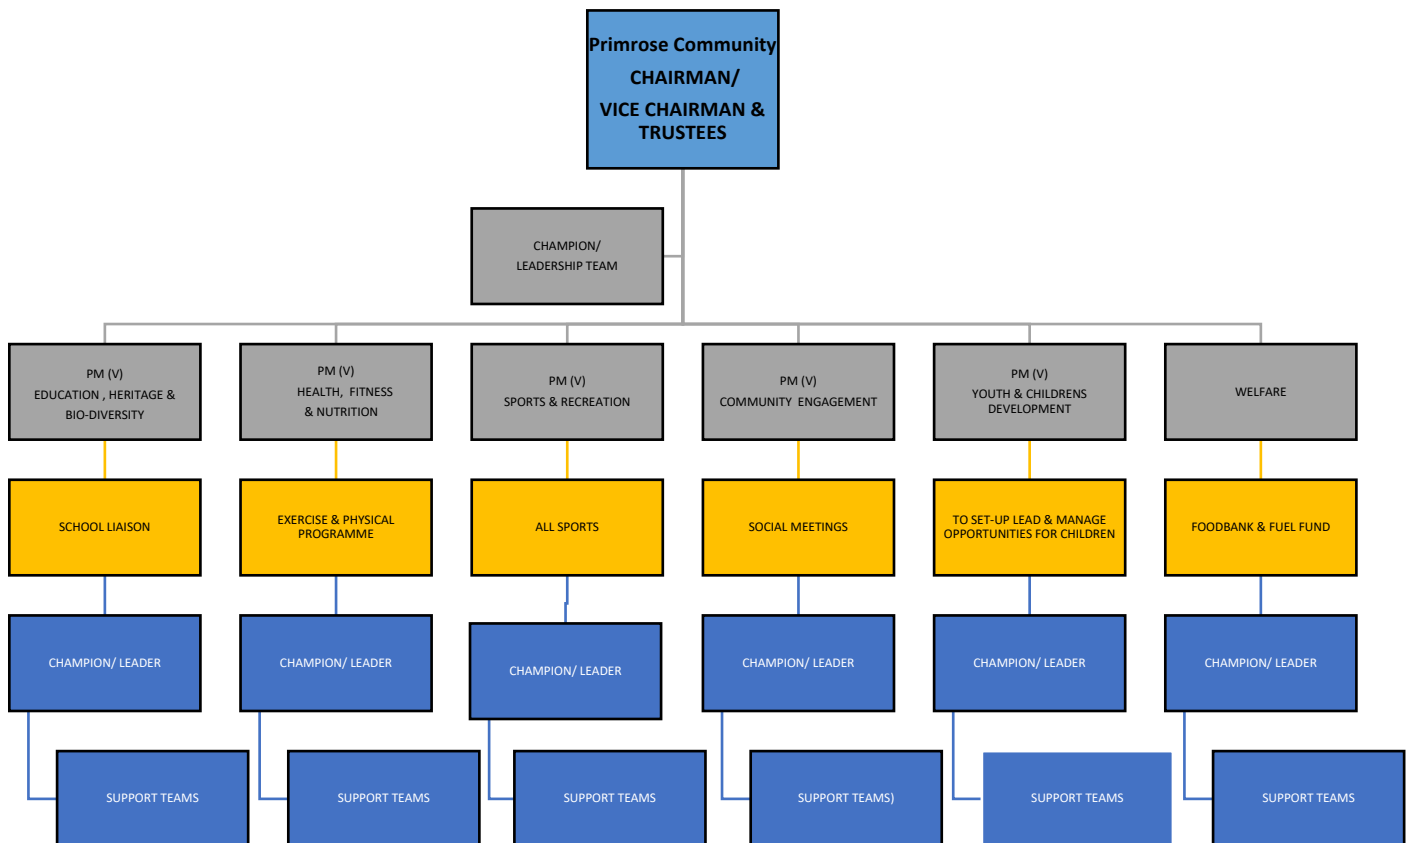 Primrose Community
CHAIRMAN/
VICE CHAIRMAN &
TRUSTEES
CHAMPION/
LEADERSHIP TEAM
PM (V)
EDUCATION , HERITAGE &
BIO-DIVERSITY
PM (V)
HEALTH, FITNESS
& NUTRITION
PM (V)
SPORTS & RECREATION
PM (V)
COMMUNITY ENGAGEMENT
PM (V)
YOUTH & CHILDRENS
DEVELOPMENT
WELFARE
SCHOOL LIAISON
EXERCISE & PHYSICAL
PROGRAMME
ALL SPORTS
SOCIAL MEETINGS
TO SET-UP LEAD & MANAGE
OPPORTUNITIES FOR CHILDREN
FOODBANK & FUEL FUND
CHAMPION/ LEADER
CHAMPION/ LEADER
CHAMPION/ LEADER
CHAMPION/ LEADER
CHAMPION/ LEADER
CHAMPION/ LEADER
SUPPORT TEAMS
SUPPORT TEAMS
SUPPORT TEAMS
SUPPORT TEAMS)
SUPPORT TEAMS
SUPPORT TEAMS